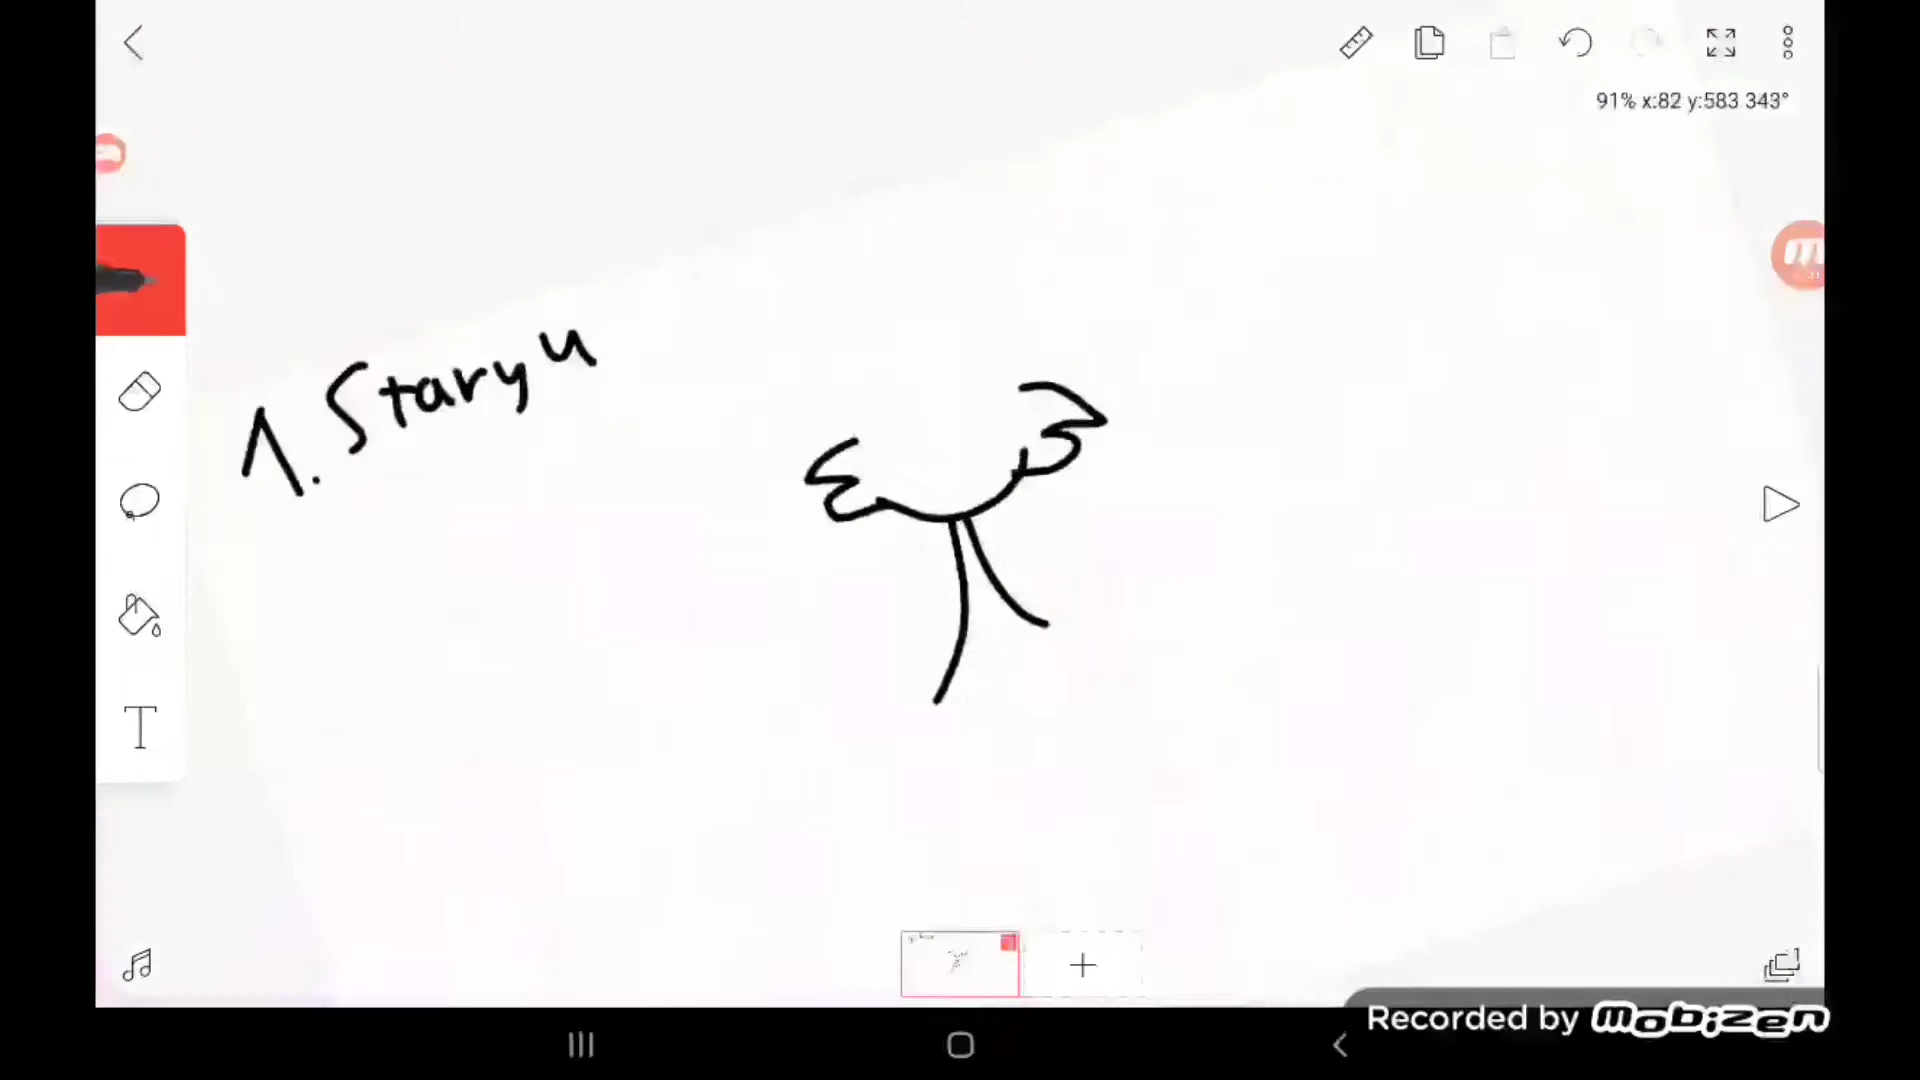 91% x:82 y:583 343°
1. Staryu
T
Recorded by mobizen